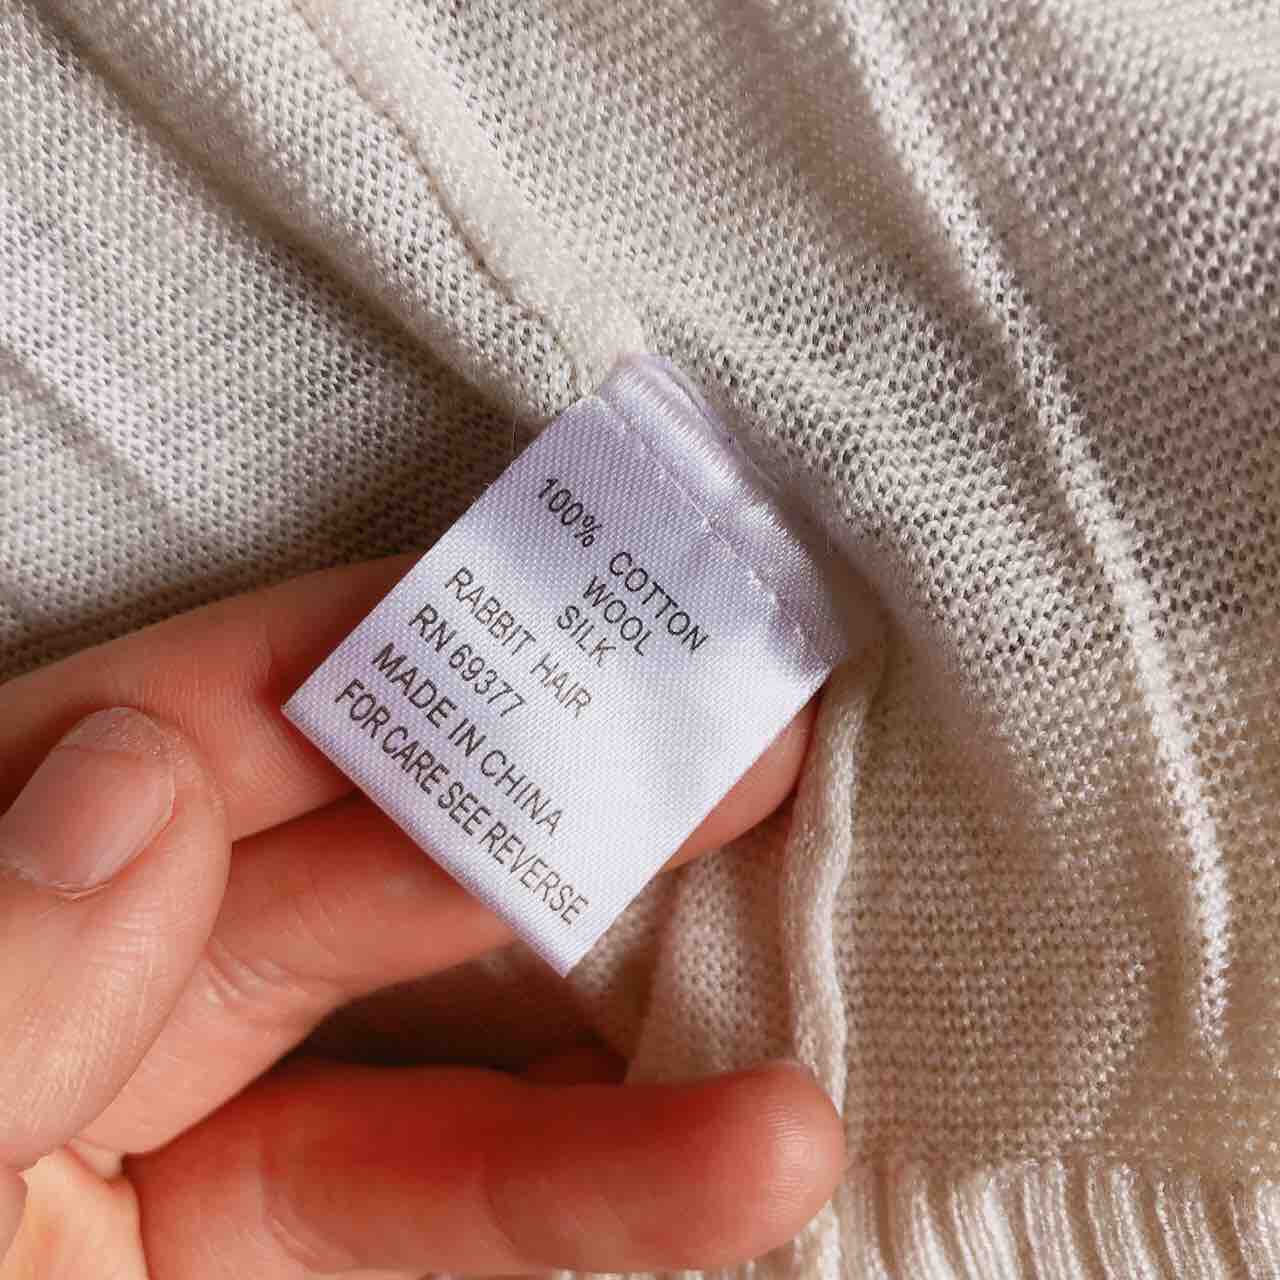 100% COTTON
WOOL
SILK
RABBIT HAIR
RN 69377
MADE IN CHINA
FOR CARE SEE REVERSE